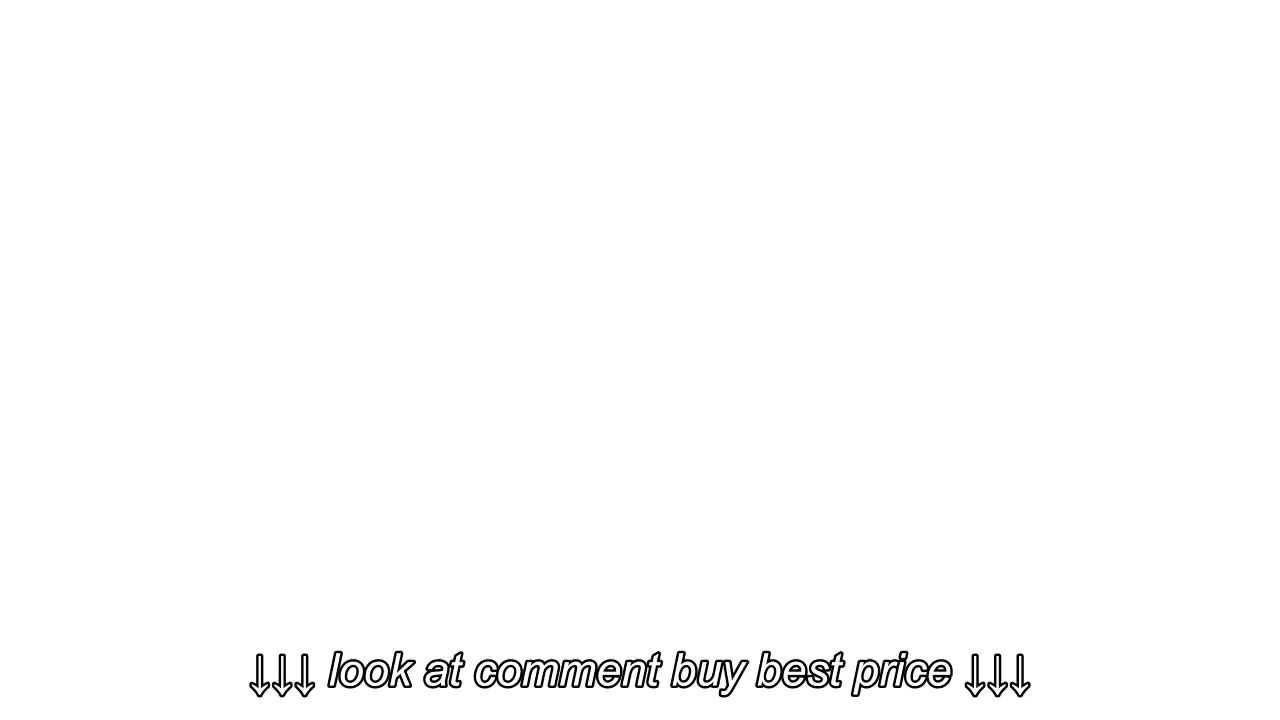 ↓↓↓ look at comment buy best price ↓↓↓